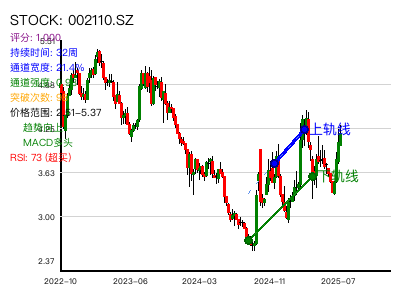 STOCK: 002110.SZ
评分: 1.000
持续时间: 32周
通道宽度: 21.4%
通道强度:
突破次数:
价格范围: 2.51–5.37
趋势
MACD多头
RSI: 73 (超买)
上轨线
下轨线
3.63
3.00
2.37
2022–10
2023–06
2024–03
2024–11
2025–07